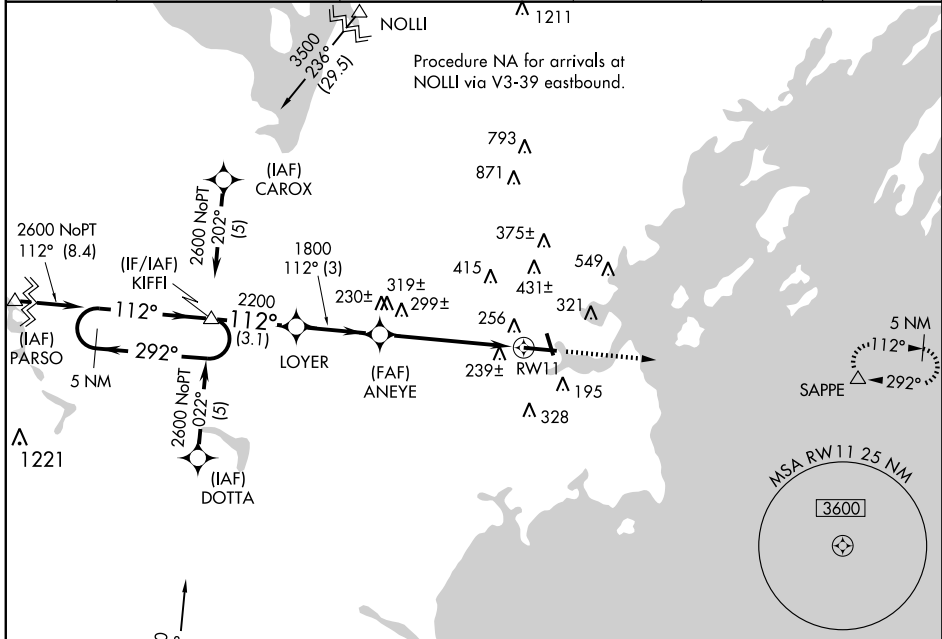 NOLLI
1211
3500
236°
(29.5)
Procedure NA for arrivals at
NOLLI via V3-39 eastbound.
793
871
(IAF)
CAROX
2600 NoPT
202°
(5)
2600 NoPT
112° (8.4)
(IF/IAF)
KIFFI
1800
112° (3)
375±
415
431±
549
321
112°
2200
112°
(3.1)
319±
230±
299±
256
(IAF)
PARSO
292°
5 NM
LOYER
(FAF)
ANEYE
239±
RW11
195
328
5 NM
112°
292°
SAPPE
2600 NoPT
022°
(5)
(IAF)
DOTTA
1221
MSA RW11 25 NM
3600